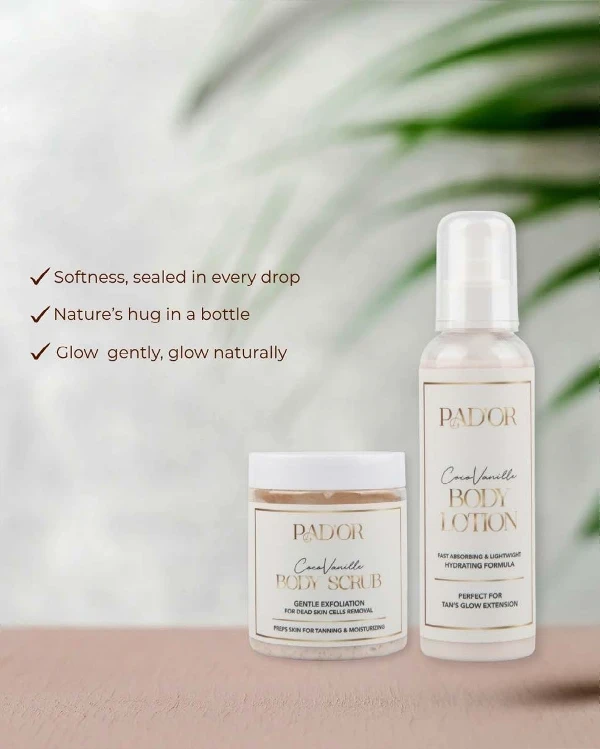 Softness, sealed in every drop
Nature's hug in a bottle
Glow gently, glow naturally
PAD'OR
CocoVanille
BODY SCRUB
GENTLE EXFOLIATION
FOR DEAD SKIN CELLS REMOVAL
PREPS SKIN FOR TANNING & MOISTURIZING
PAD'OR
CocoVanille
BODY
LOTION
FAST ABSORBING & LIGHTWEIGHT
HYDRATING FORMULA
PERFECT FOR
TAN'S GLOW EXTENSION